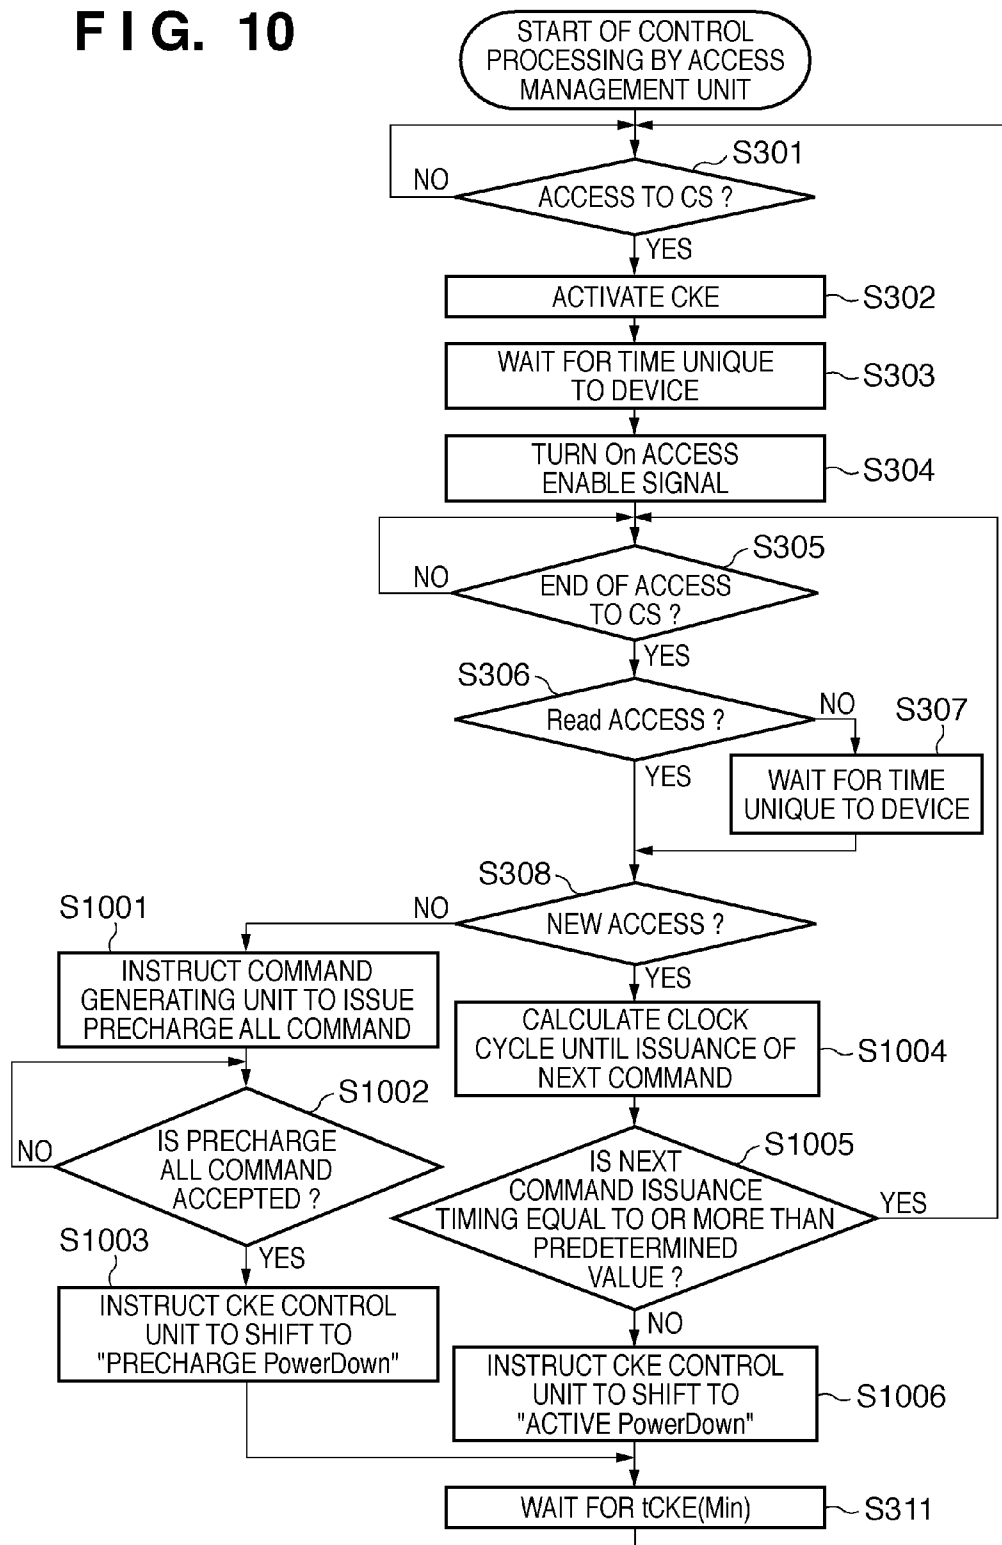 FIG. 10
START OF CONTROL
PROCESSING BY ACCESS
MANAGEMENT UNIT
S301
NO
ACCESS TO CS ?
YES
ACTIVATE CKE
S302
WAIT FOR TIME UNIQUE
TO DEVICE
S303
TURN On ACCESS
ENABLE SIGNAL
S304
S305
NO
END OF ACCESS
TO CS ?
YES
S306
Read ACCESS ?
NO
S307
YES
WAIT FOR TIME
UNIQUE TO DEVICE
S308
NO
NEW ACCESS ?
YES
S1001
INSTRUCT COMMAND
GENERATING UNIT TO ISSUE
PRECHARGE ALL COMMAND
CALCULATE CLOCK
CYCLE UNTIL ISSUANCE OF
NEXT COMMAND
S1004
S1002
NO
IS PRECHARGE
ALL COMMAND
ACCEPTED ?
YES
S1005
IS NEXT
COMMAND ISSUANCE
TIMING EQUAL TO OR MORE THAN
PREDETERMINED
VALUE ?
YES
NO
S1003
INSTRUCT CKE CONTROL
UNIT TO SHIFT TO
"PRECHARGE PowerDown"
INSTRUCT CKE CONTROL
UNIT TO SHIFT TO
"ACTIVE PowerDown"
S1006
WAIT FOR tCKE(Min)
S311